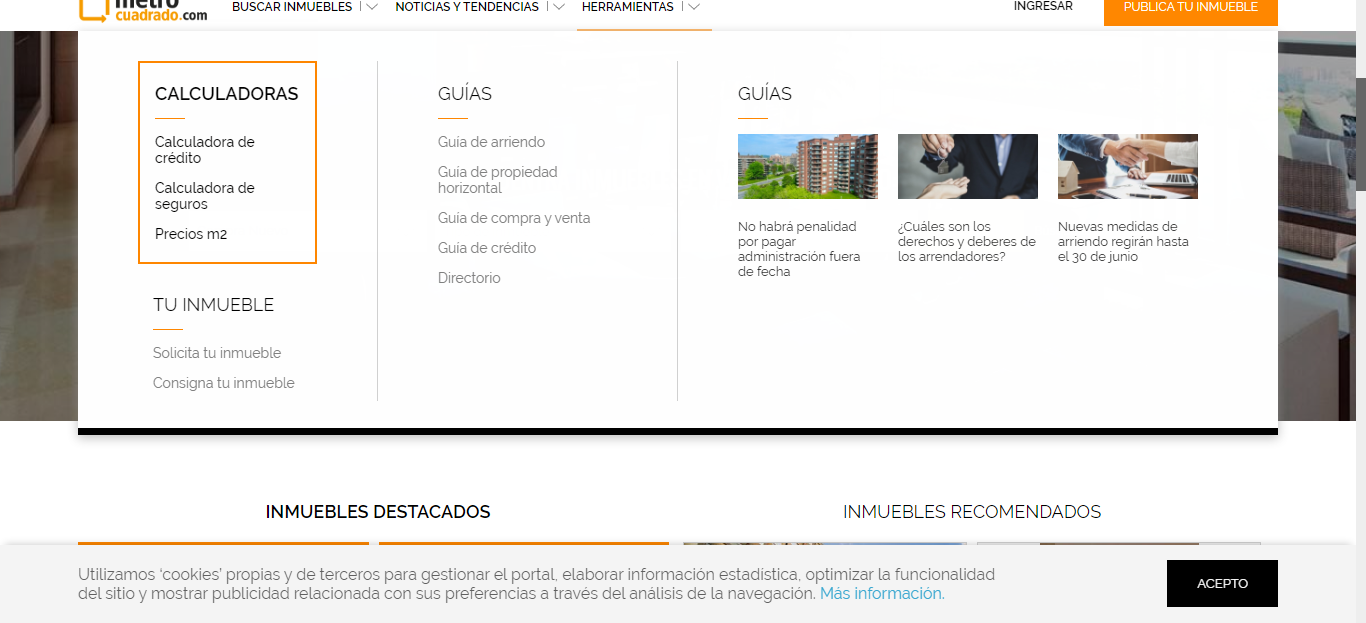 metro
cuadrado.com
BUSCAR INMUEBLES
NOTICIAS Y TENDENCIAS
HERRAMIENTAS
INGRESAR
PUBLICA TU INMUEBLE
CALCULADORAS
Calculadora de
crédito
Calculadora de
seguros
Precios m2
TU INMUEBLE
Solicita tu inmueble
Consigna tu inmueble
GUÍAS
Guía de arriendo
Guía de propiedad
horizontal
Guía de compra y venta
Guía de crédito
Directorio
GUÍAS
No habrá penalidad
por pagar
administración fuera
de fecha
¿Cuáles son los
derechos y deberes de
los arrendadores?
Nuevas medidas de
arriendo regirán hasta
el 30 de junio
INMUEBLES DESTACADOS
INMUEBLES RECOMENDADOS
Utilizamos ‘cookies’ propias y de terceros para gestionar el portal, elaborar información estadística, optimizar la funcionalidad
del sitio y mostrar publicidad relacionada con sus preferencias a través del análisis de la navegación. Más información.
ACEPTO